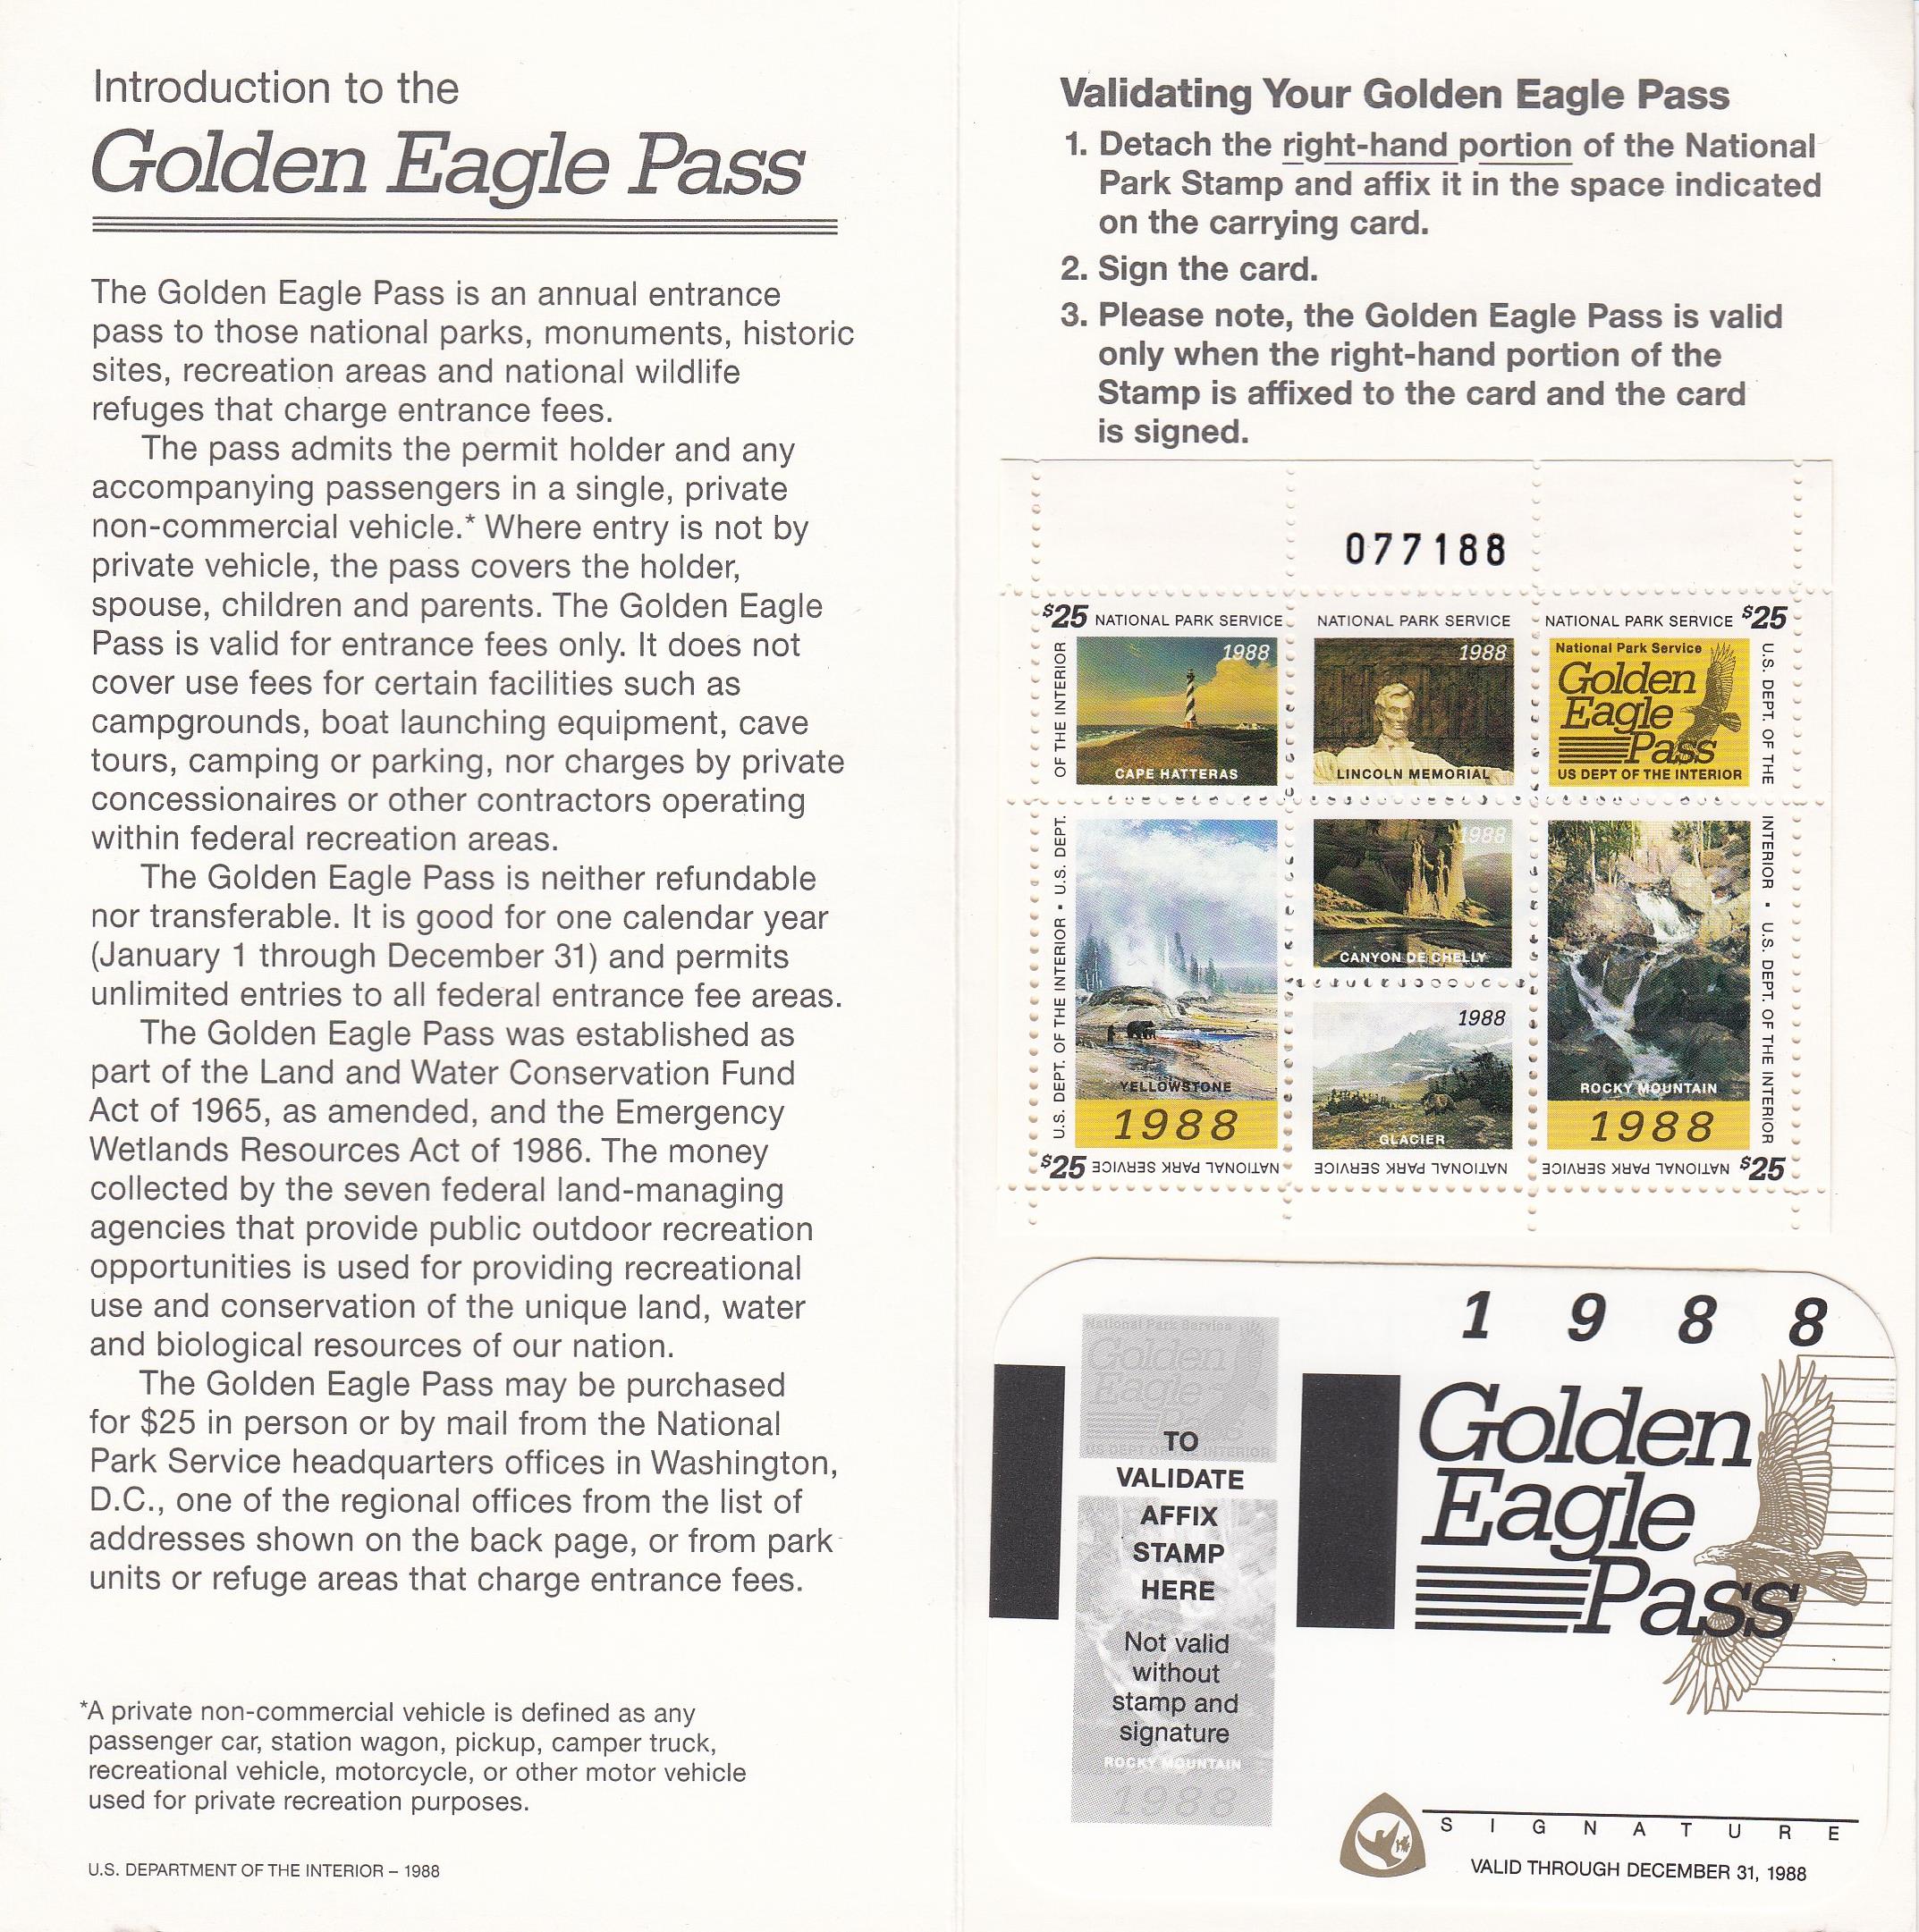 Introduction to the
Golden Eagle Pass
The Golden Eagle Pass is an annual entrance
pass to those national parks, monuments, historic
sites, recreation areas and national wildlife
refuges that charge entrance fees.
The pass admits the permit holder and any
accompanying passengers in a single, private
non-commercial vehicle.* Where entry is not by
private vehicle, the pass covers the holder,
spouse, children and parents. The Golden Eagle
Pass is valid for entrance fees only. It does not
cover use fees for certain facilities such as
campgrounds, boat launching equipment, cave
tours, camping or parking, nor charges by private
concessionaires or other contractors operating
within federal recreation areas.
The Golden Eagle Pass is neither refundable
nor transferable. It is good for one calendar year
(January 1 through December 31) and permits
unlimited entries to all federal entrance fee areas.
The Golden Eagle Pass was established as
part of the Land and Water Conservation Fund
Act of 1965, as amended, and the Emergency
Wetlands Resources Act of 1986. The money
collected by the seven federal land-managing
agencies that provide public outdoor recreation
opportunities is used for providing recreational
use and conservation of the unique land, water
and biological resources of our nation.
The Golden Eagle Pass may be purchased
for $25 in person or by mail from the National
Park Service headquarters offices in Washington,
D.C., one of the regional offices from the list of
addresses shown on the back page, or from park
units or refuge areas that charge entrance fees.
*A private non-commercial vehicle is defined as any
passenger car, station wagon, pickup, camper truck,
recreational vehicle, motorcycle, or other motor vehicle
used for private recreation purposes.
U.S. DEPARTMENT OF THE INTERIOR – 1988
Validating Your Golden Eagle Pass
1. Detach the right-hand portion of the National
Park Stamp and affix it in the space indicated
on the carrying card.
2. Sign the card.
3. Please note, the Golden Eagle Pass is valid
only when the right-hand portion of the
Stamp is affixed to the card and the card
is signed.
077188
$25 NATIONAL PARK SERVICE
NATIONAL PARK SERVICE
NATIONAL PARK SERVICE $25
1988
CAPE HATTERAS
1988
LINCOLN MEMORIAL
National Park Service
Golden
Eagle
Pass
US DEPT OF THE INTERIOR
U.S. DEPT. OF THE INTERIOR • U.S. DEPT. OF THE INTERIOR
U.S. DEPT. OF THE INTERIOR • U.S. DEPT. OF THE INTERIOR
YELLOWSTONE
1988
1988
CANYON DE CHELLY
1988
GLACIER
ROCKY MOUNTAIN
1988
$25 NATIONAL PARK SERVICE
NATIONAL PARK SERVICE
NATIONAL PARK SERVICE $25
National Park Service
Golden
Eagle
Pass
US DEPT OF THE INTERIOR
TO
VALIDATE
AFFIX
STAMP
HERE
Not valid
without
stamp and
signature
ROCKY MOUNTAIN
1988
1988
Golden
Eagle
Pass
SIGNATURE
VALID THROUGH DECEMBER 31, 1988